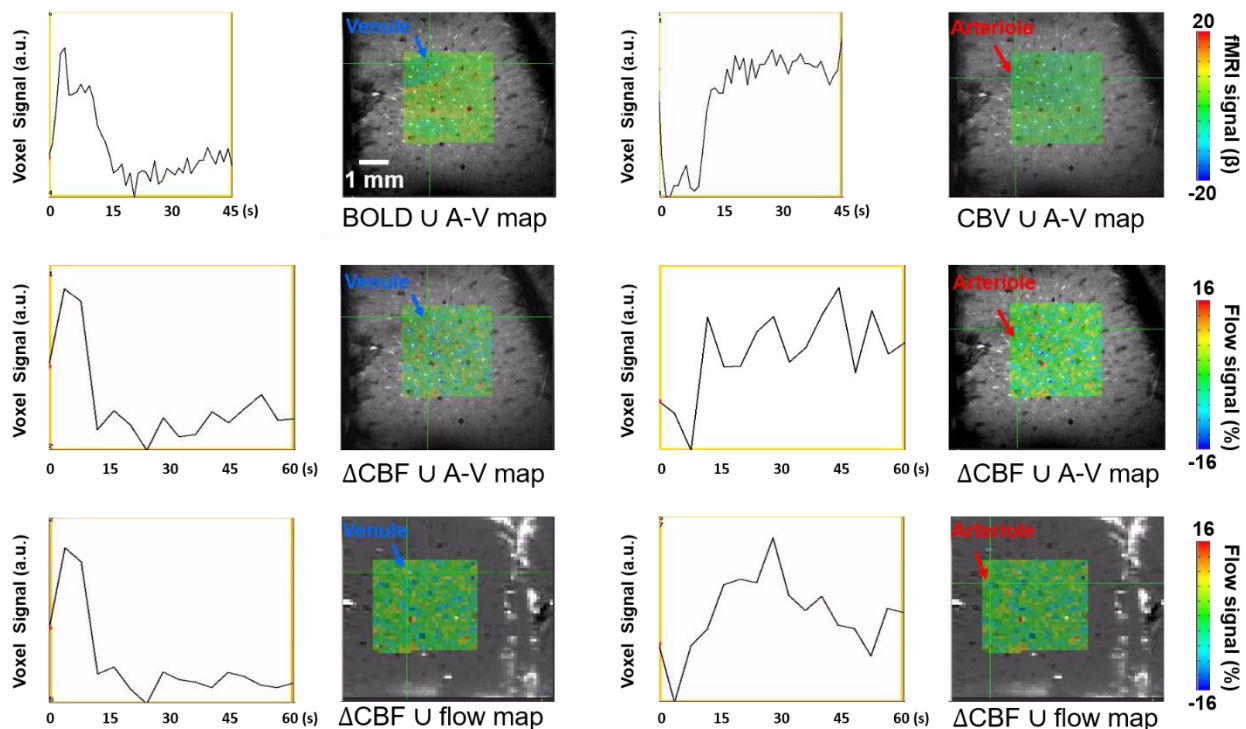 Voxel Signal (a.u.)
0 15 30 45 (s)
Venule
1 mm
BOLD ∪ A-V map
Voxel Signal (a.u.)
0 15 30 45 (s)
Arteriole
CBV ∪ A-V map
20
fMRI signal (β)
-20
Voxel Signal (a.u.)
0 15 30 45 60 (s)
Venule
ΔCBF ∪ A-V map
Voxel Signal (a.u.)
0 15 30 45 60 (s)
Arteriole
ΔCBF ∪ A-V map
16
Flow signal (%)
-16
Voxel Signal (a.u.)
0 15 30 45 60 (s)
Venule
ΔCBF ∪ flow map
Voxel Signal (a.u.)
0 15 30 45 60 (s)
Arteriole
ΔCBF ∪ flow map
16
Flow signal (%)
-16